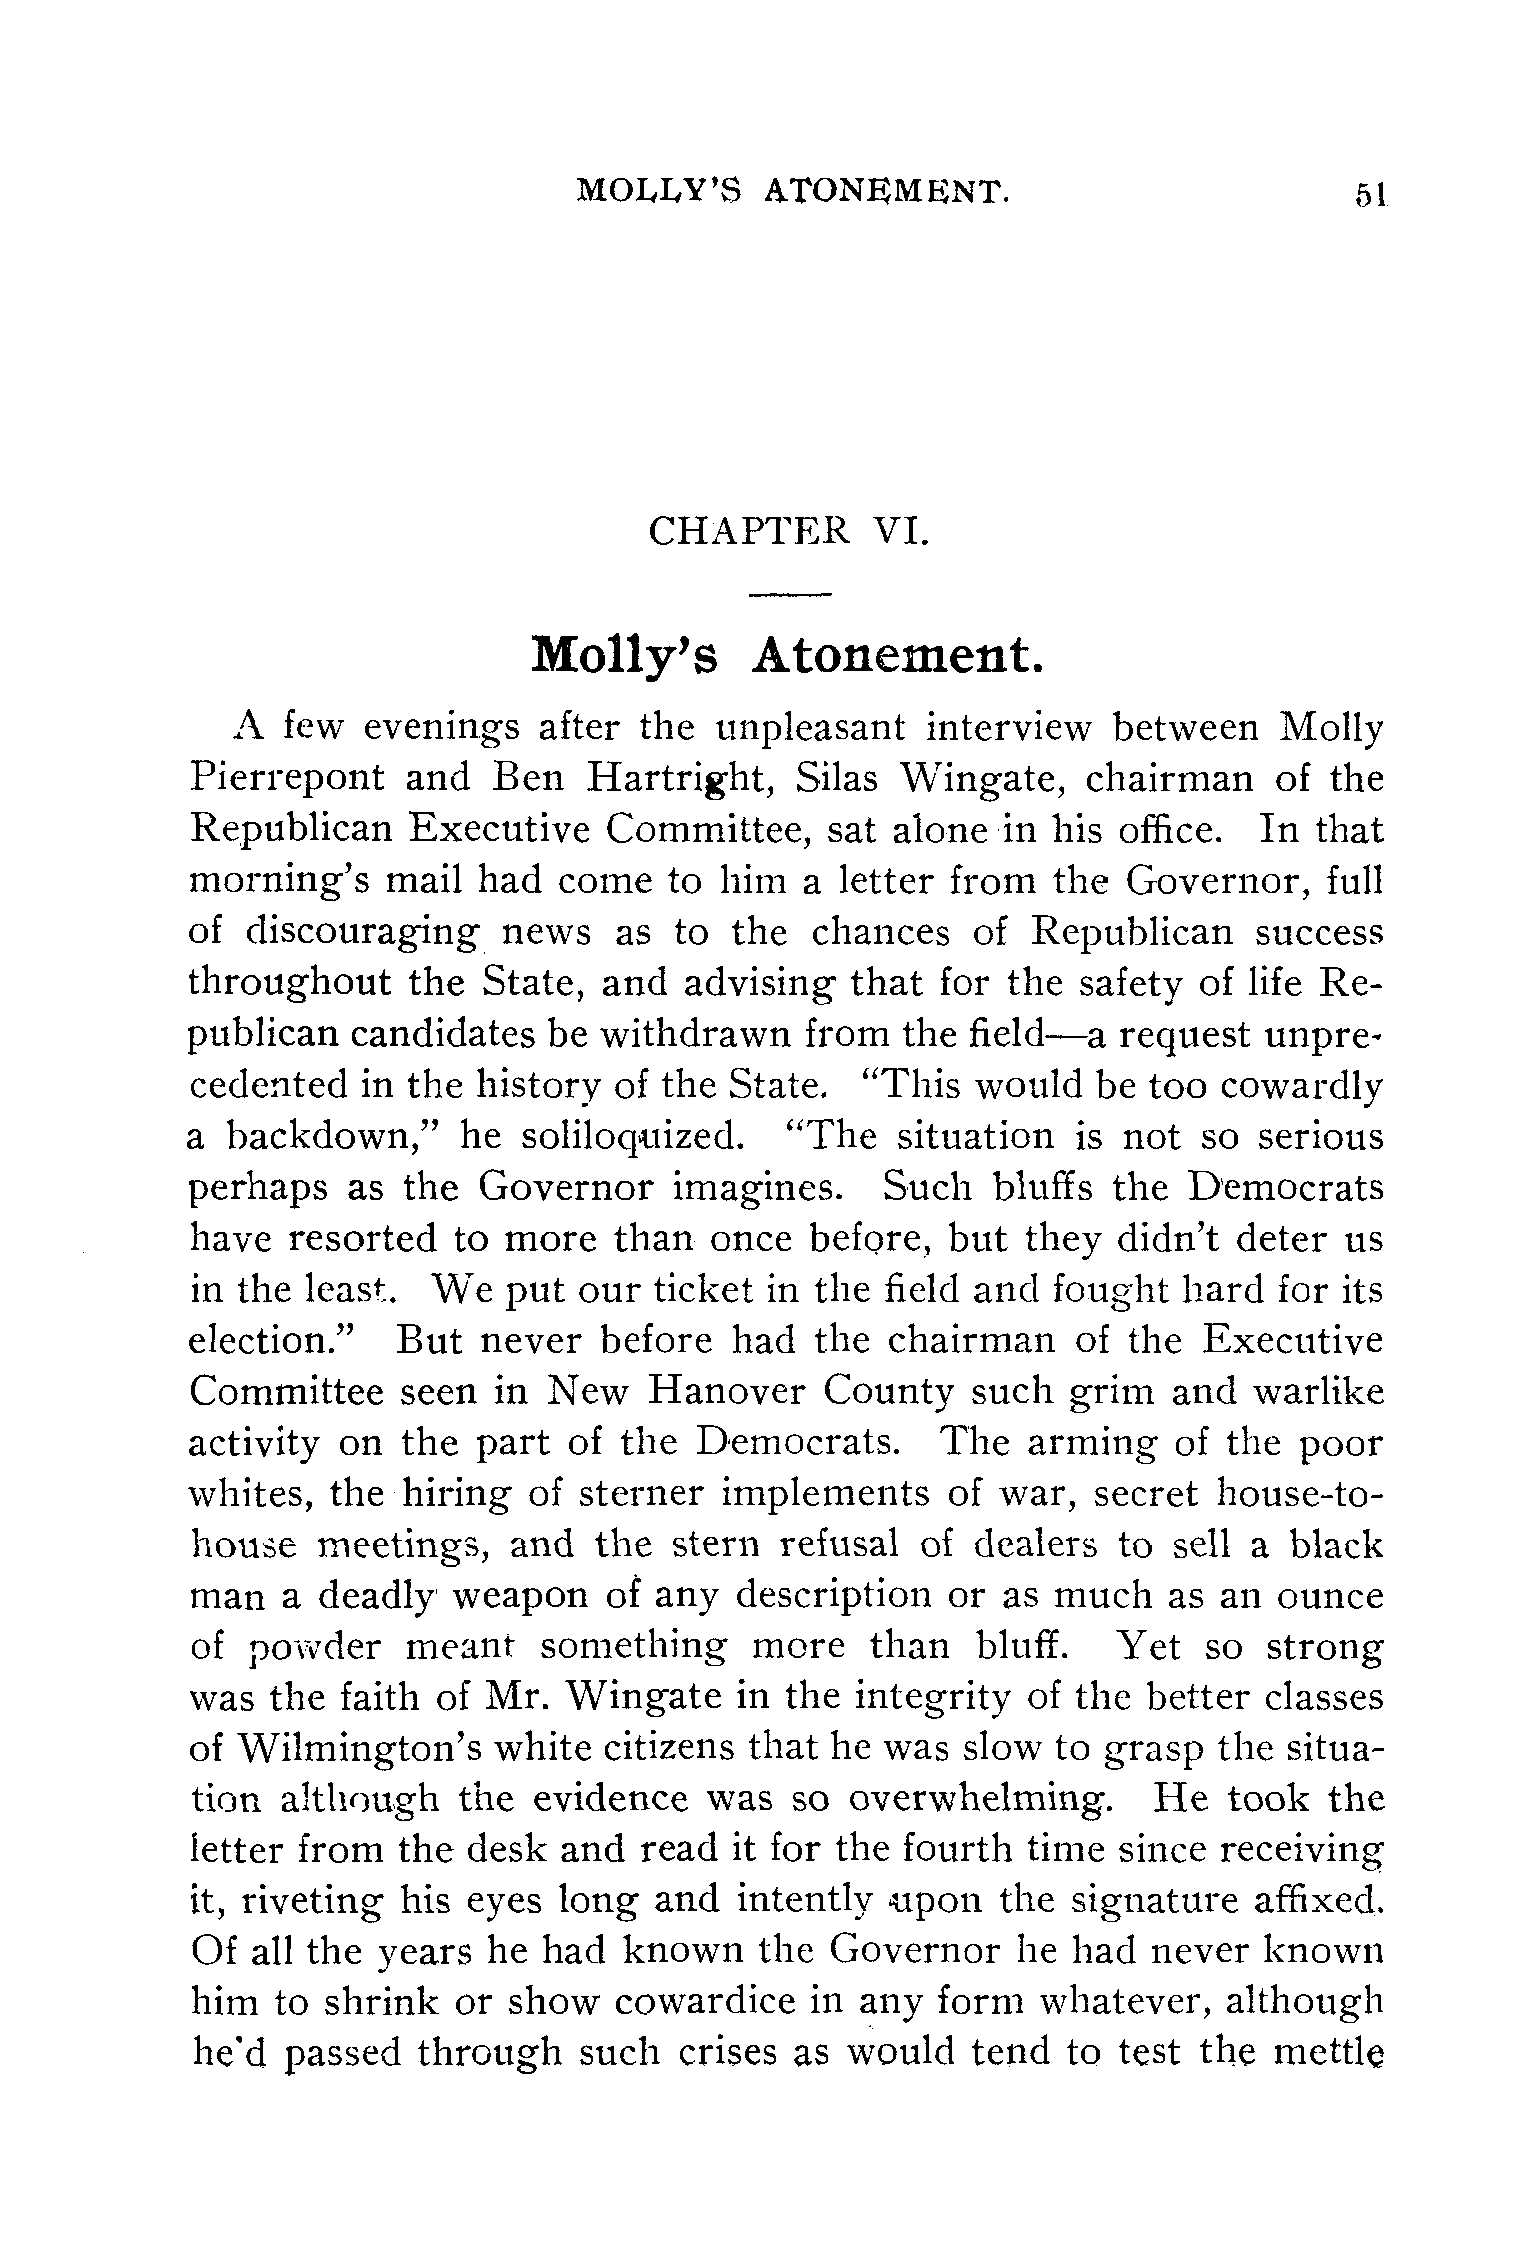 MOLLY'S ATONEMENT. 51
CHAPTER VI.
Molly's Atonement.
A few evenings after the unpleasant interview between Molly
Pierrepont and Ben Hartright, Silas Wingate, chairman of the
Republican Executive Committee, sat alone in his office. In that
morning's mail had come to him a letter from the Governor, full
of discouraging news as to the chances of Republican success
throughout the State, and advising that for the safety of life Re-
publican candidates be withdrawn from the field—a request unpre-
cedented in the history of the State. "This would be too cowardly
a backdown," he soliloquized. "The situation is not so serious
perhaps as the Governor imagines. Such bluffs the Democrats
have resorted to more than once before, but they didn't deter us
in the least. We put our ticket in the field and fought hard for its
election." But never before had the chairman of the Executive
Committee seen in New Hanover County such grim and warlike
activity on the part of the Democrats. The arming of the poor
whites, the hiring of sterner implements of war, secret house-to-
house meetings, and the stern refusal of dealers to sell a black
man a deadly weapon of any description or as much as an ounce
of powder meant something more than bluff. Yet so strong
was the faith of Mr. Wingate in the integrity of the better classes
of Wilmington's white citizens that he was slow to grasp the situa-
tion although the evidence was so overwhelming. He took the
letter from the desk and read it for the fourth time since receiving
it, riveting his eyes long and intently upon the signature affixed.
Of all the years he had known the Governor he had never known
him to shrink or show cowardice in any form whatever, although
he'd passed through such crises as would tend to test the mettle